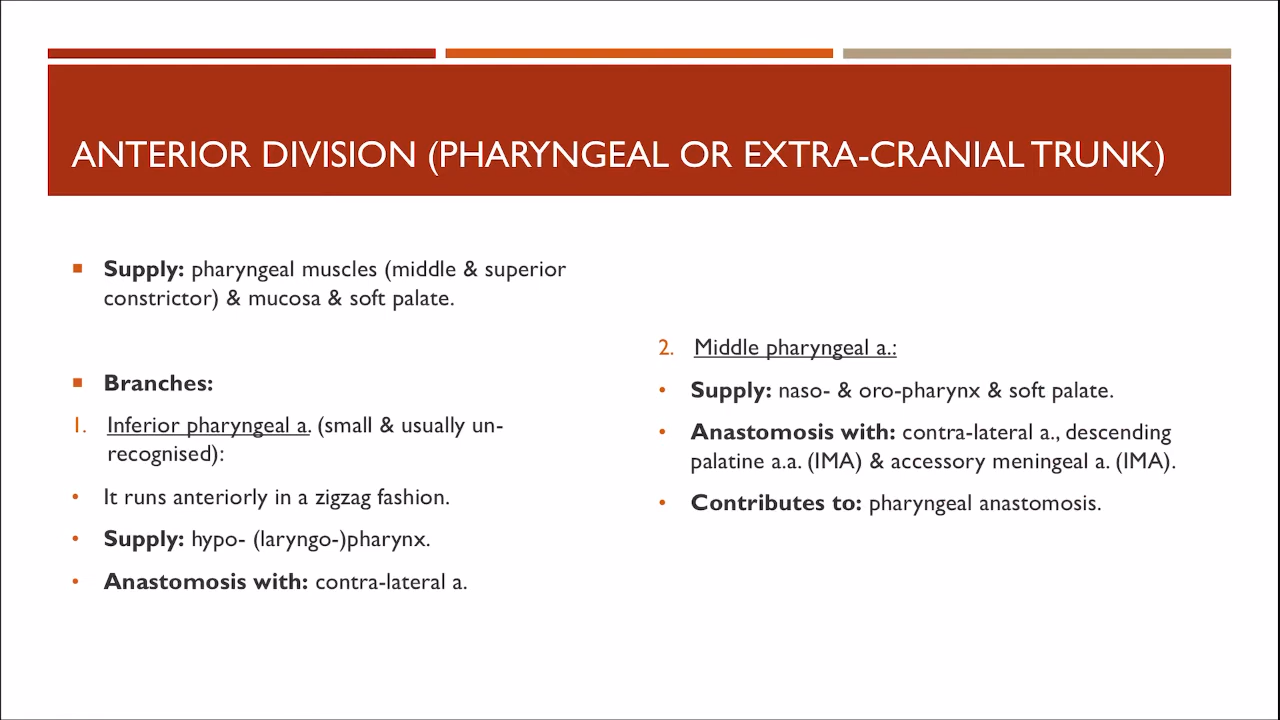 ANTERIOR DIVISION (PHARYNGEAL OR EXTRA-CRANIAL TRUNK)
▪ Supply: pharyngeal muscles (middle & superior
constrictor) & mucosa & soft palate.
▪ Branches:
1. Inferior pharyngeal a. (small & usually un-
recognised):
• It runs anteriorly in a zigzag fashion.
• Supply: hypo- (laryngo-)pharynx.
• Anastomosis with: contra-lateral a.
2. Middle pharyngeal a.:
• Supply: naso- & oro-pharynx & soft palate.
• Anastomosis with: contra-lateral a., descending
palatine a.a. (IMA) & accessory meningeal a. (IMA).
• Contributes to: pharyngeal anastomosis.